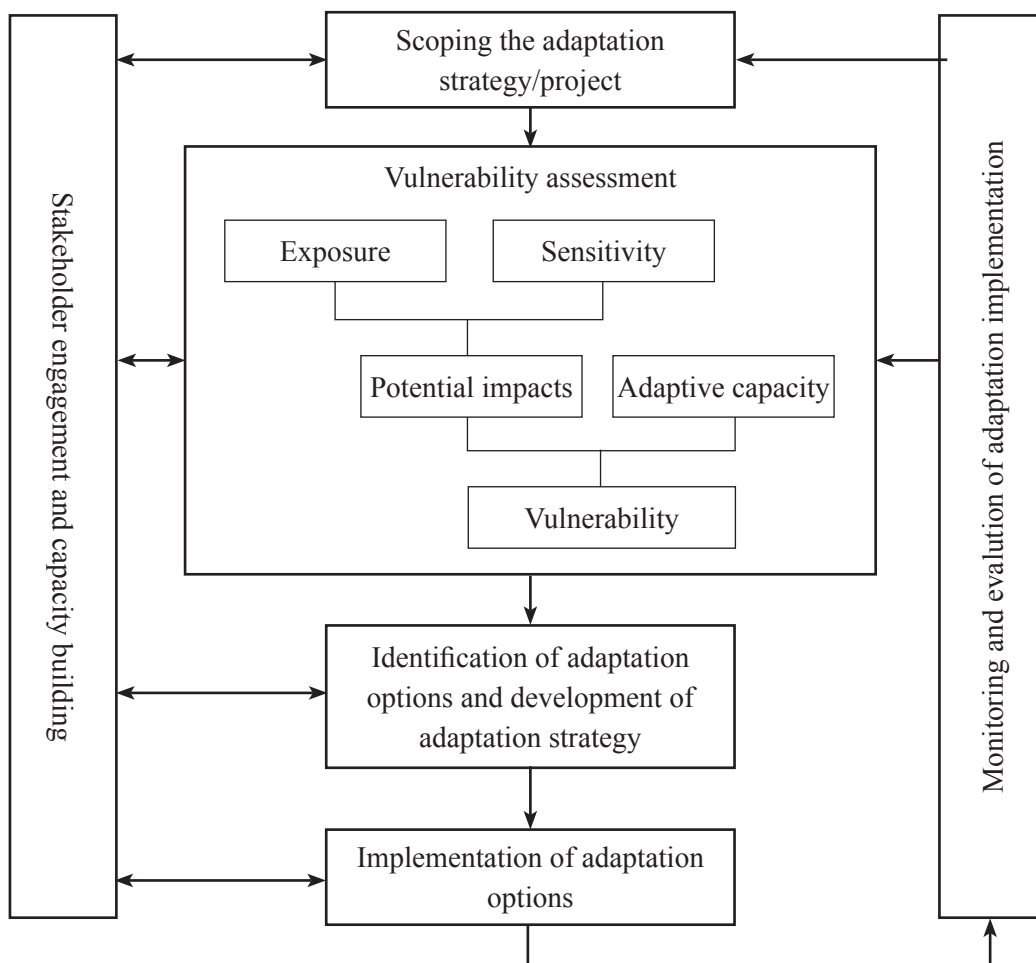 Scoping the adaptation
strategy/project
Vulnerability assessment
Exposure
Sensitivity
Potential impacts
Adaptive capacity
Vulnerability
Identification of adaptation
options and development of
adaptation strategy
Implementation of adaptation
options
Stakeholder engagement and capacity building
Monitoring and evalution of adaptation implementation